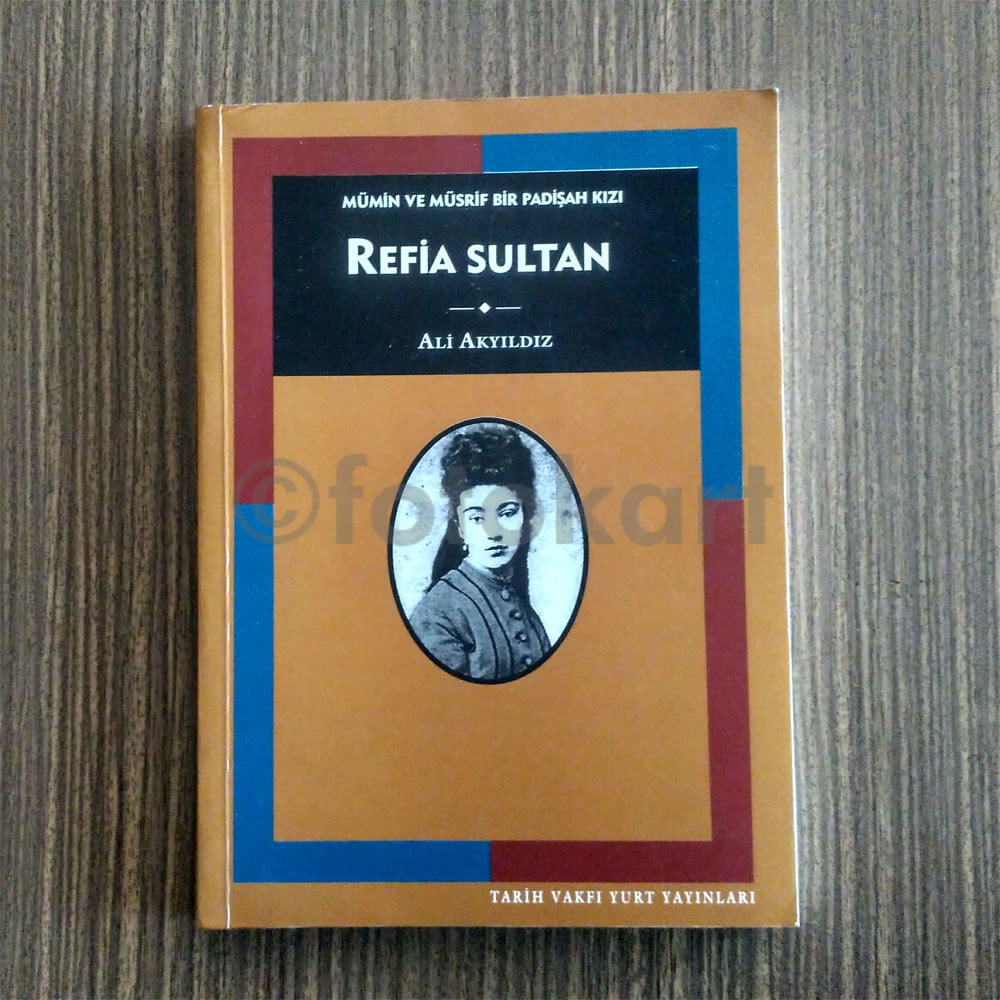 MÜMİN VE MÜSRİF BİR PADİŞAH KIZI
REFİA SULTAN
ALİ AKYILDIZ
©fotokart
TARİH VAKFI YURT YAYINLARI